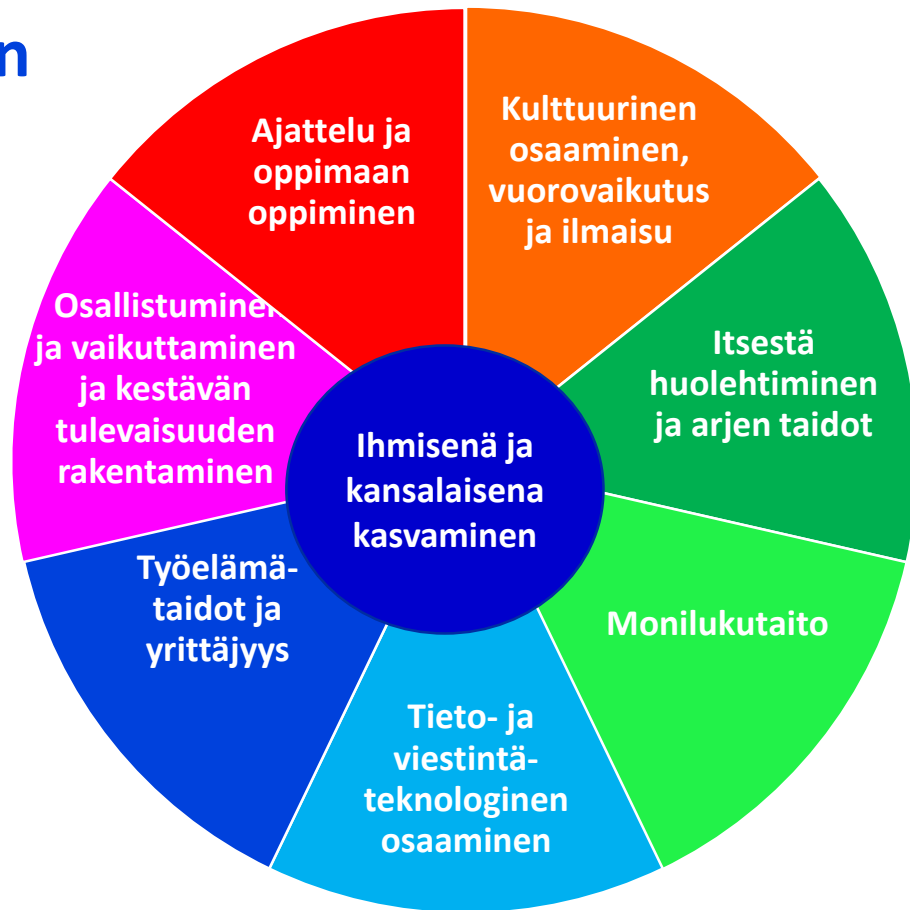 n
Ajattelu ja
oppimaan
oppiminen
Kulttuurinen
osaaminen,
vuorovaikutus
ja ilmaisu
Itsestä
huolehtiminen
ja arjen taidot
Monilukutaito
Tieto- ja
viestintä-
teknologinen
osaaminen
Työelämä-
taidot ja
yrittäjyys
Osallistuminen
ja vaikuttaminen
ja kestävän
tulevaisuuden
rakentaminen
Ihmisenä ja
kansalaisena
kasvaminen